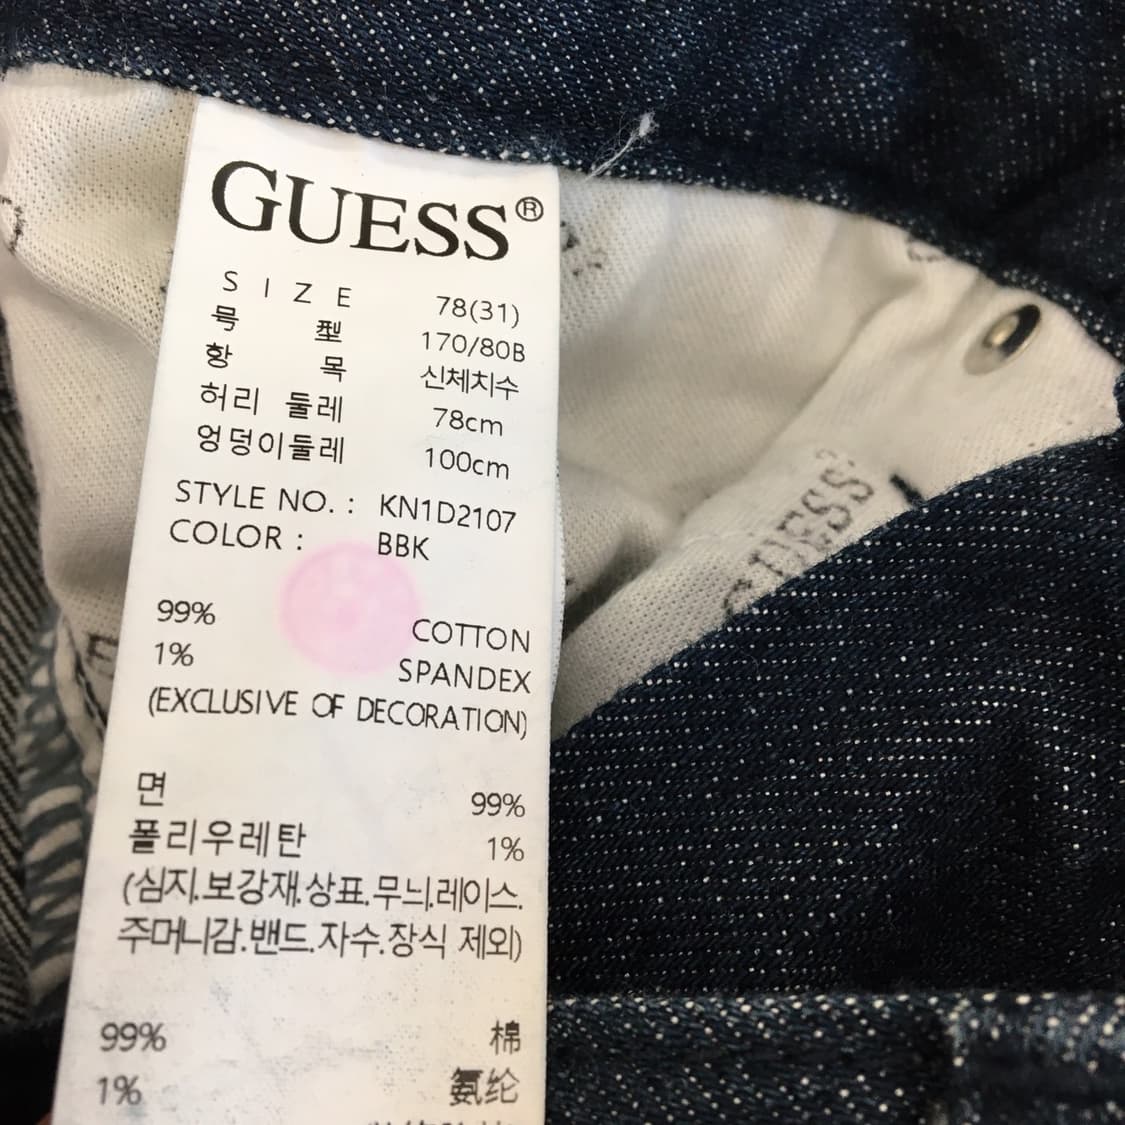 GUESS®
SIZE 78(31)
号型 170/80B
항목 신체치수
허리 둘레 78cm
엉덩이둘레 100cm
STYLE NO. : KN1D2107
COLOR : BBK
99% COTTON
1% SPANDEX
(EXCLUSIVE OF DECORATION)
면 99%
폴리우레탄 1%
(심지.보강재.상표.무늬.레이스.
주머니감.밴드.자수.장식 제외)
99% 棉
1% 氨纶
GUESS